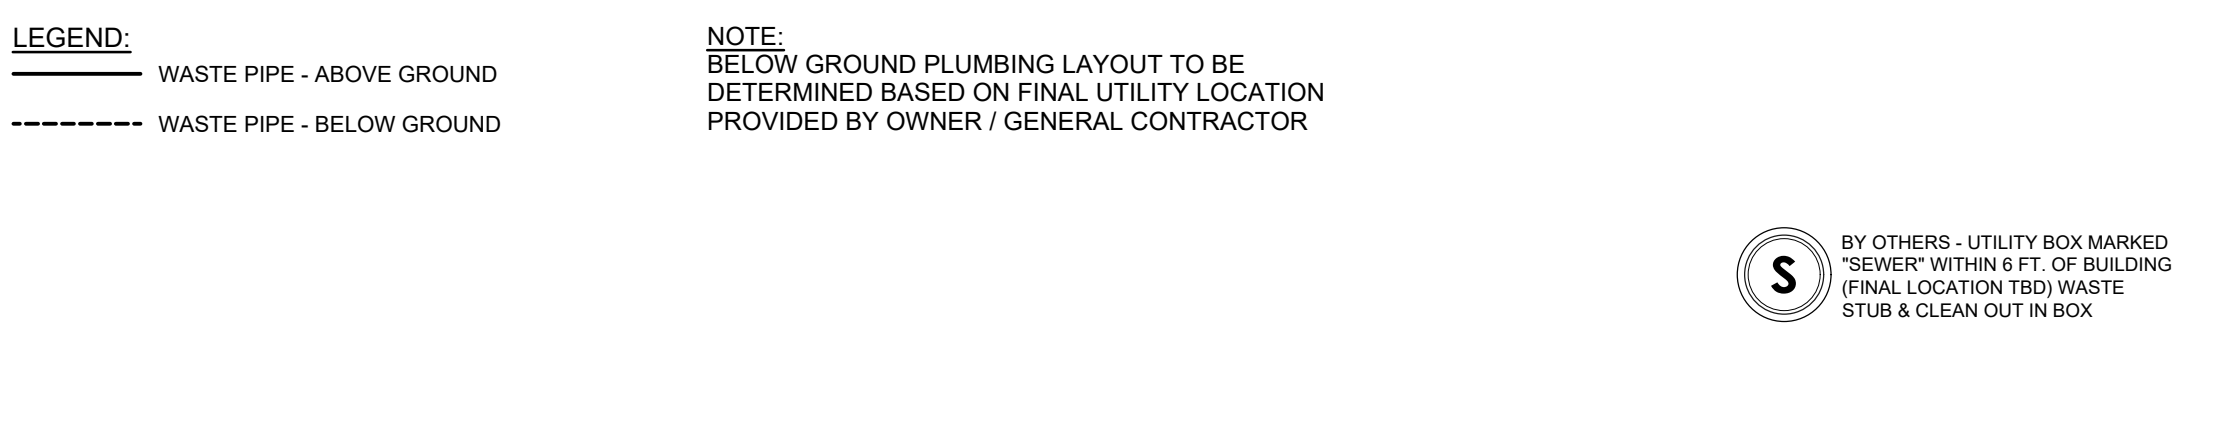 LEGEND:
WASTE PIPE - ABOVE GROUND
WASTE PIPE - BELOW GROUND
NOTE:
BELOW GROUND PLUMBING LAYOUT TO BE
DETERMINED BASED ON FINAL UTILITY LOCATION
PROVIDED BY OWNER / GENERAL CONTRACTOR
S
BY OTHERS - UTILITY BOX MARKED
"SEWER" WITHIN 6 FT. OF BUILDING
(FINAL LOCATION TBD) WASTE
STUB & CLEAN OUT IN BOX